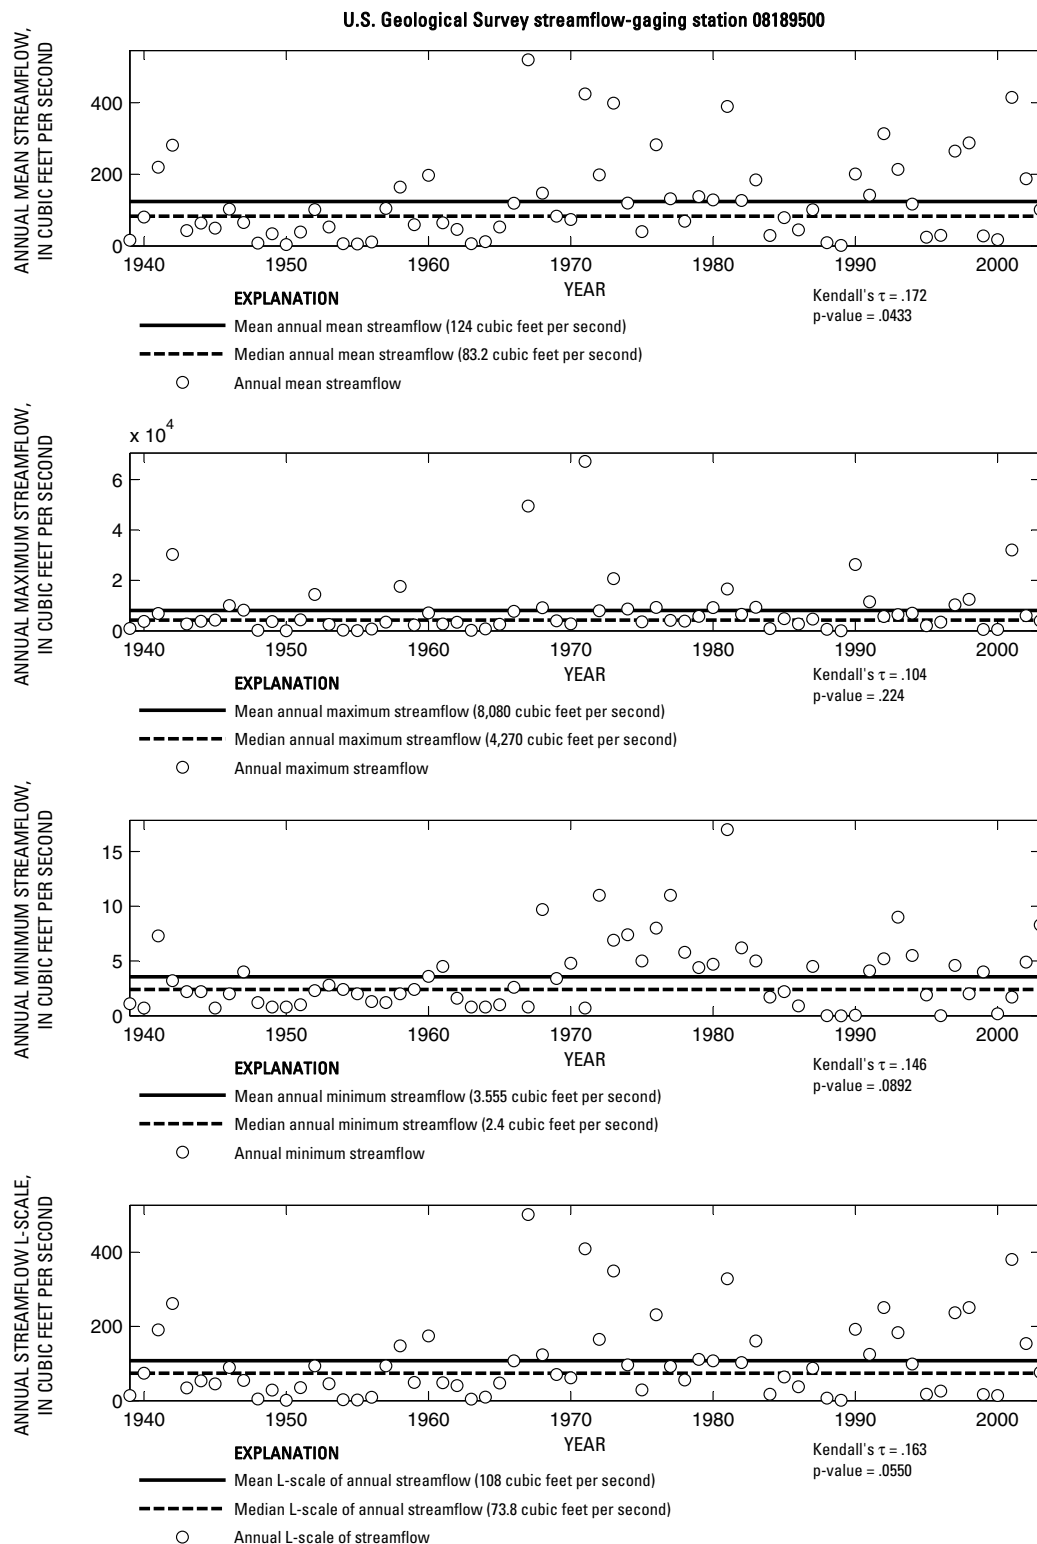 U.S. Geological Survey streamflow-gaging station 08189500
ANNUAL MEAN STREAMFLOW,
IN CUBIC FEET PER SECOND
400
200
0
1940 1950 1960 1970 1980 1990 2000
YEAR
Kendall's τ = .172
p-value = .0433
EXPLANATION
Mean annual mean streamflow (124 cubic feet per second)
Median annual mean streamflow (83.2 cubic feet per second)
Annual mean streamflow
ANNUAL MAXIMUM STREAMFLOW,
IN CUBIC FEET PER SECOND
x 10^4
6
4
2
0
1940 1950 1960 1970 1980 1990 2000
YEAR
Kendall's τ = .104
p-value = .224
EXPLANATION
Mean annual maximum streamflow (8,080 cubic feet per second)
Median annual maximum streamflow (4,270 cubic feet per second)
Annual maximum streamflow
ANNUAL MINIMUM STREAMFLOW,
IN CUBIC FEET PER SECOND
15
10
5
0
1940 1950 1960 1970 1980 1990 2000
YEAR
Kendall's τ = .146
p-value = .0892
EXPLANATION
Mean annual minimum streamflow (3.555 cubic feet per second)
Median annual minimum streamflow (2.4 cubic feet per second)
Annual minimum streamflow
ANNUAL STREAMFLOW L-SCALE,
IN CUBIC FEET PER SECOND
400
200
0
1940 1950 1960 1970 1980 1990 2000
YEAR
Kendall's τ = .163
p-value = .0550
EXPLANATION
Mean L-scale of annual streamflow (108 cubic feet per second)
Median L-scale of annual streamflow (73.8 cubic feet per second)
Annual L-scale of streamflow